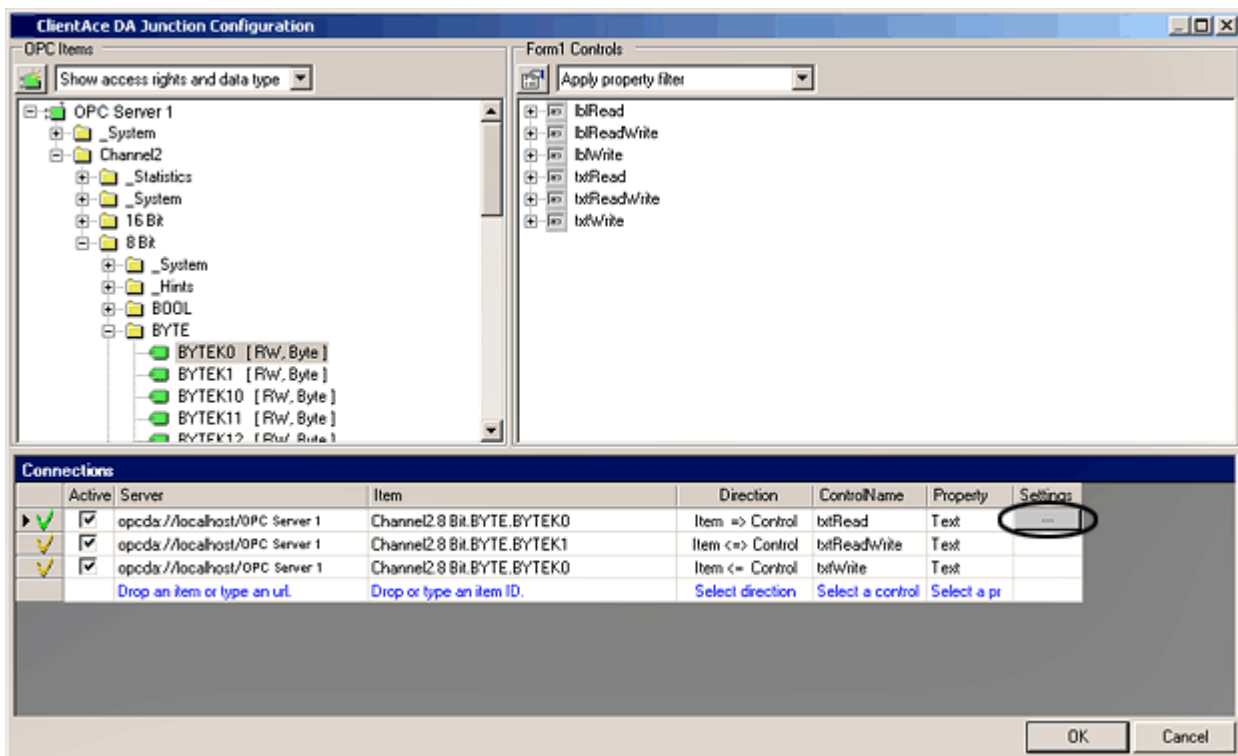 ClientAce DA Junction Configuration
OPC Items
Show access rights and data type
OPC Server 1
_System
Channel2
_Statistics
_System
16 Bit
8 Bit
_System
_Hints
BOOL
BYTE
BYTEK0 [ R\W, Byte ]
BYTEK1 [ R\W, Byte ]
BYTEK10 [ R\W, Byte ]
BYTEK11 [ R\W, Byte ]
BYTEK12 [ R\W, Byte ]
Form1 Controls
Apply property filter
lblRead
lblReadWrite
lblWrite
txtRead
txtReadWrite
txtWrite
Connections
Active Server Item Direction ControlName Property Settings
opcda://localhost/OPC Server 1 Channel2.8 Bit.BYTE.BYTEK0 Item => Control txtRead Text ...
opcda://localhost/OPC Server 1 Channel2.8 Bit.BYTE.BYTEK1 Item <=> Control txtReadWrite Text
opcda://localhost/OPC Server 1 Channel2.8 Bit.BYTE.BYTEK0 Item <= Control txtWrite Text
Drop an item or type an url. Drop or type an item ID. Select direction Select a control Select a pr
OK Cancel